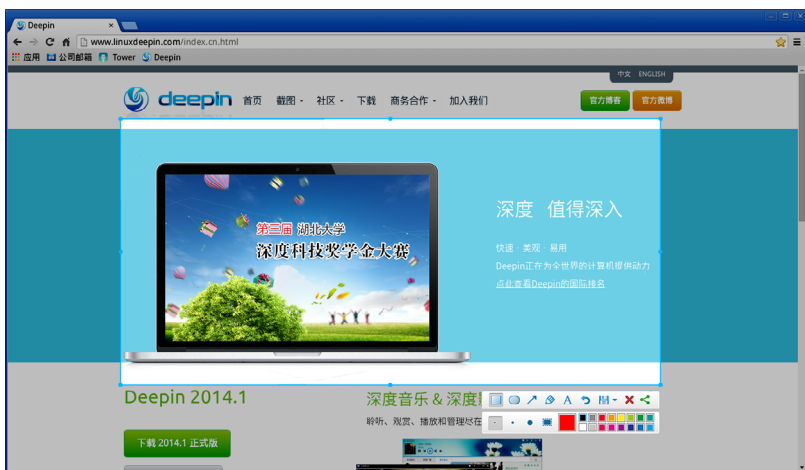 Deepin
www.linuxdeepin.com/index.cn.html
应用 公司邮箱 Tower Deepin
中文 ENGLISH
deepin 首页 截图 社区 下载 商务合作 加入我们 官方博客 官方微博
第三届 湖北大学
深度科技奖学金大赛
深度 值得深入
快速 · 美观 · 易用
Deepin正在为全世界的计算机提供动力
点此查看Deepin的国际排名
Deepin 2014.1
深度音乐 & 深度
聆听、观赏、播放和管理尽在
下载 2014.1 正式版